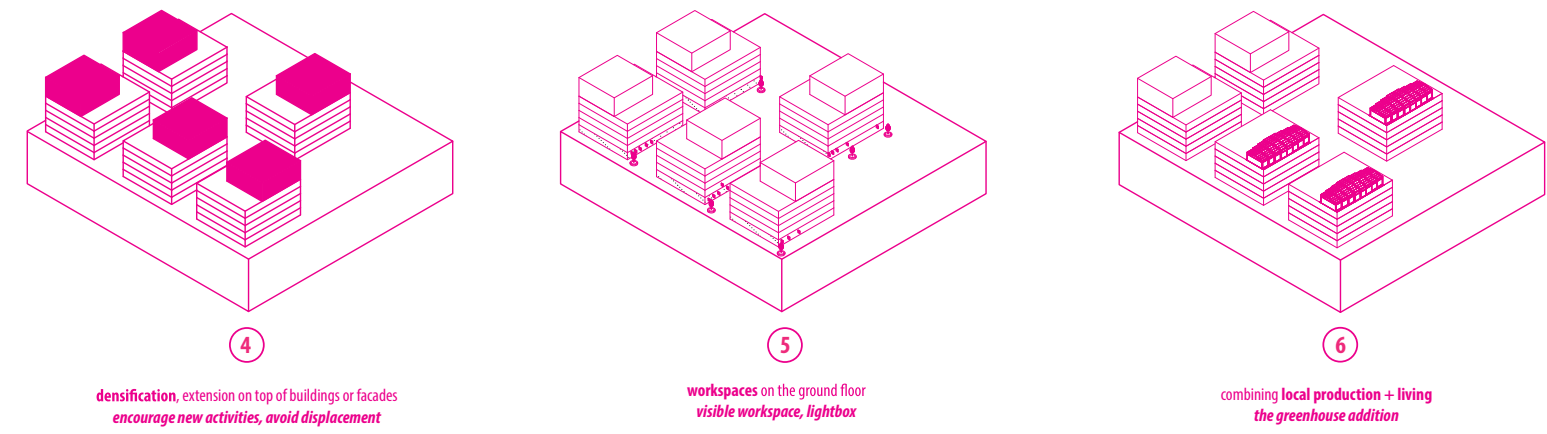 4
densification, extension on top of buildings or facades
encourage new activities, avoid displacement
5
workspaces on the ground floor
visible workspace, lightbox
6
combining local production + living
the greenhouse addition